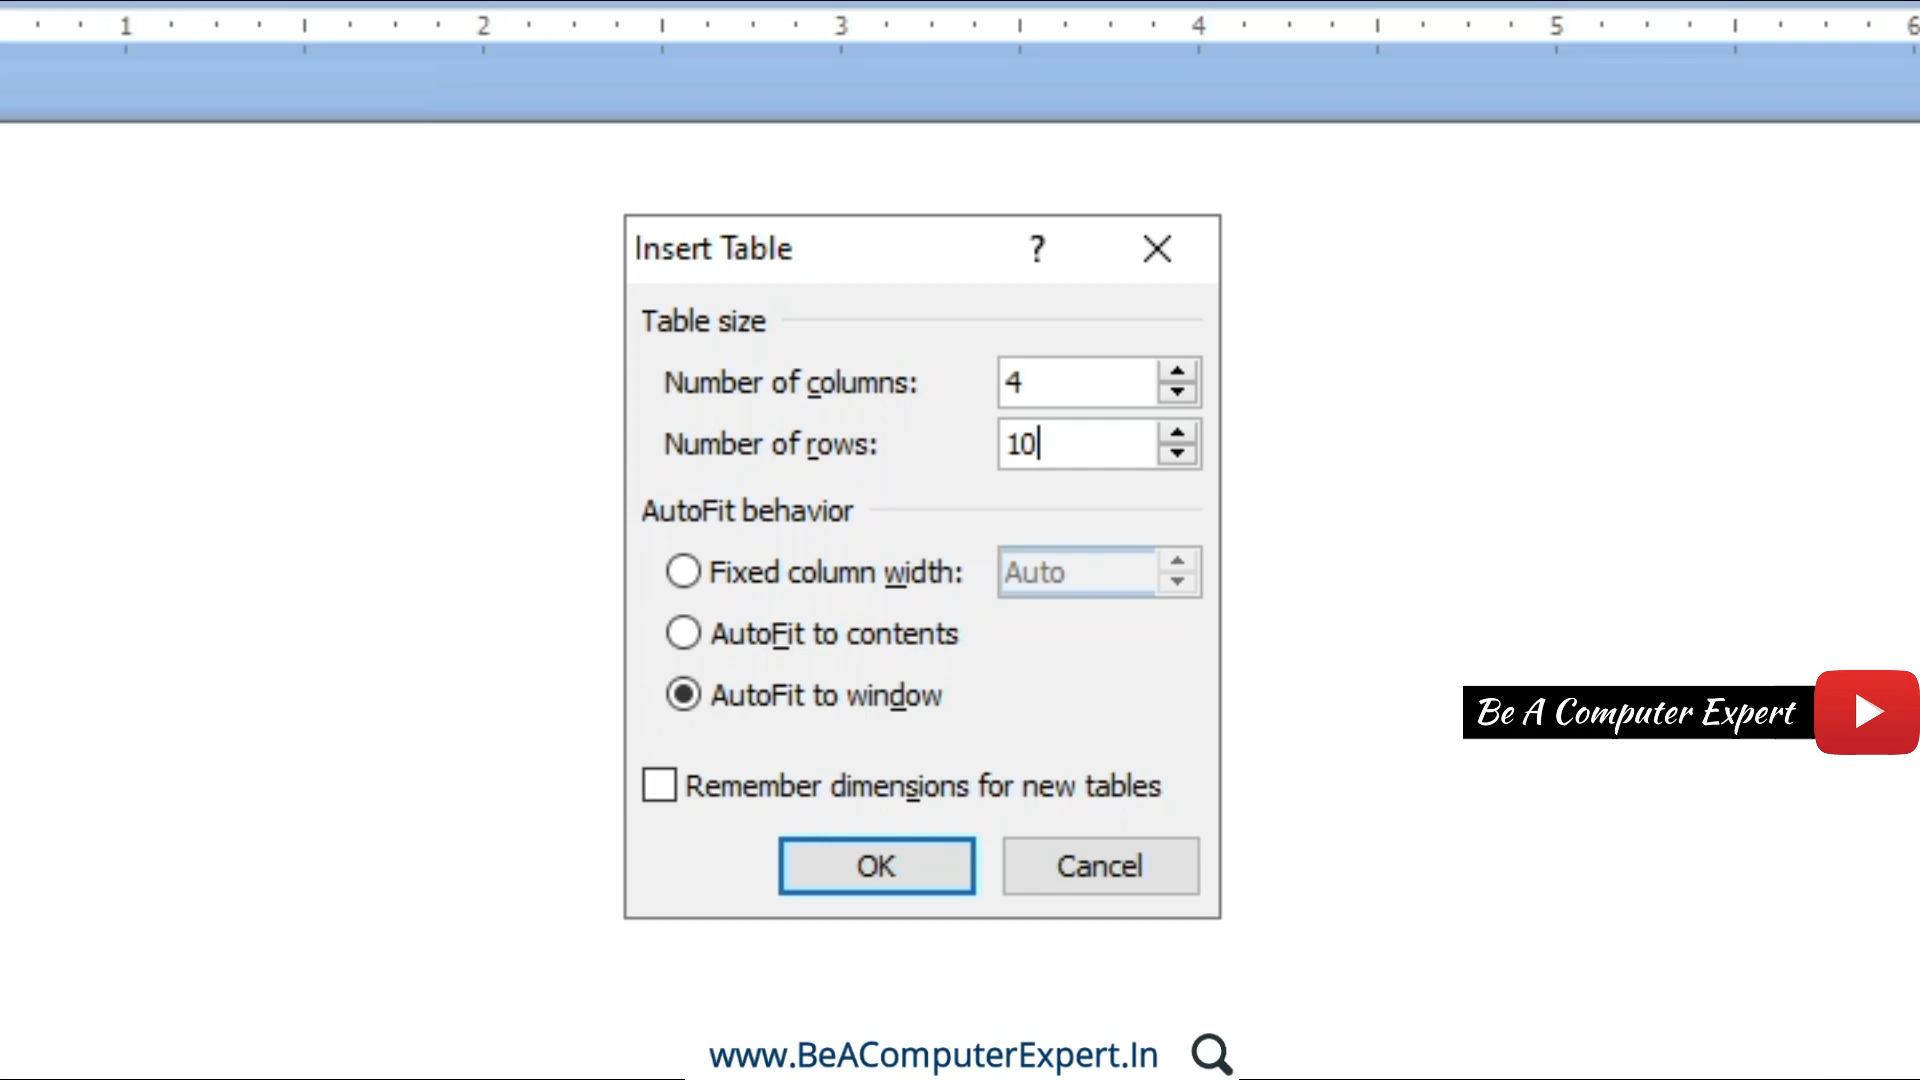 1 2 3 4 5 6
Insert Table ?
Table size
Number of columns: 4
Number of rows: 10
AutoFit behavior
Fixed column width: Auto
AutoFit to contents
AutoFit to window
Be A Computer Expert
Remember dimensions for new tables
OK Cancel
www.BeAComputerExpert.In